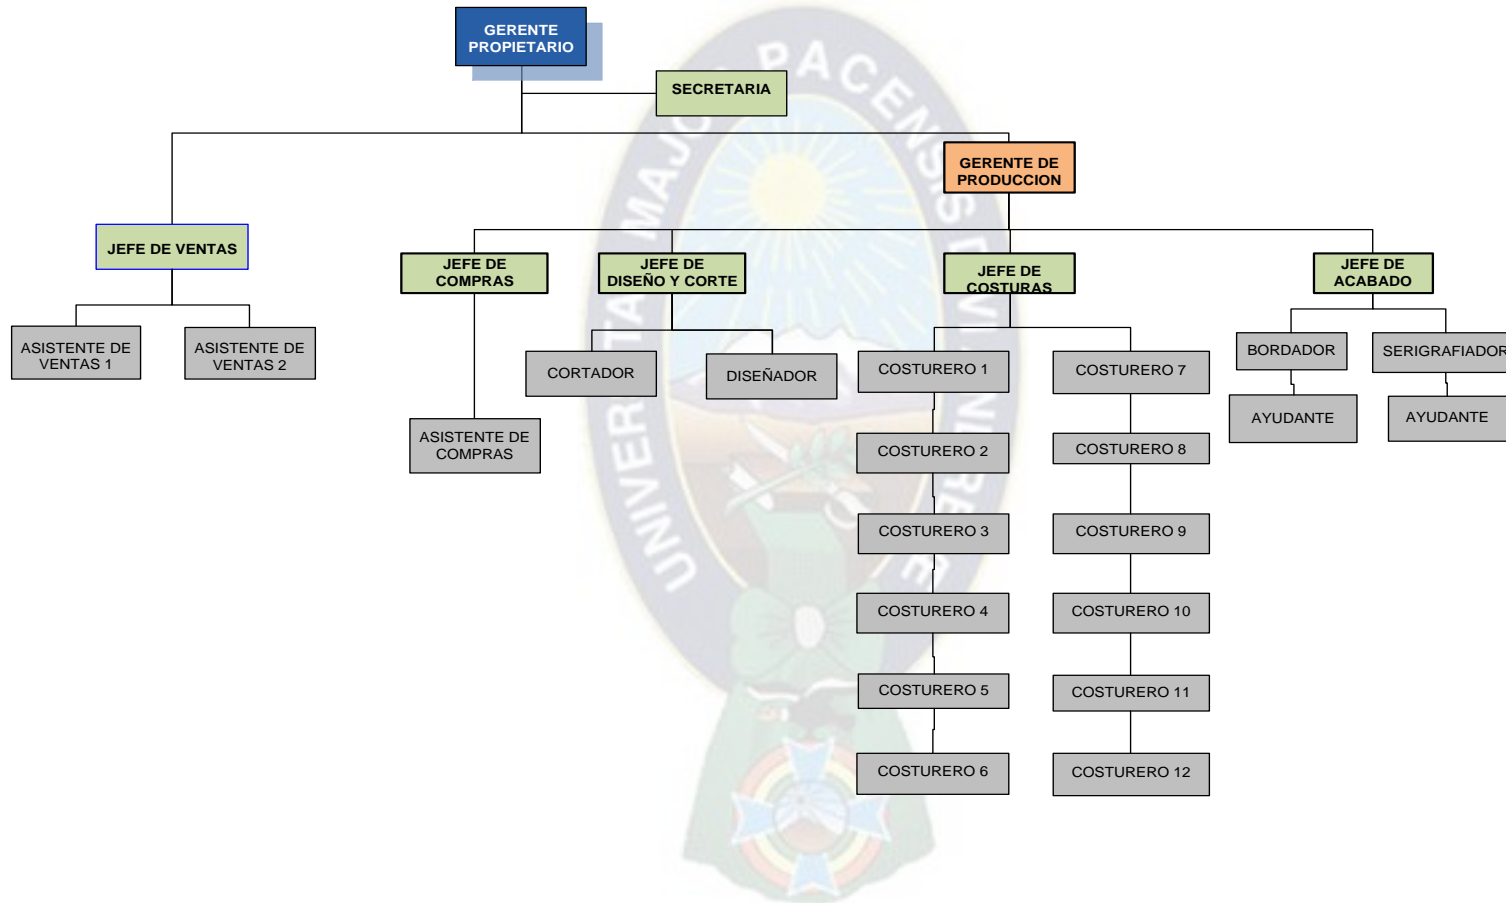 GERENTE
PROPIETARIO
SECRETARIA
GERENTE DE
PRODUCCION
JEFE DE VENTAS
JEFE DE
COMPRAS
JEFE DE
DISEÑO Y CORTE
JEFE DE
COSTURAS
JEFE DE
ACABADO
ASISTENTE DE
VENTAS 1
ASISTENTE DE
VENTAS 2
CORTADOR
DISEÑADOR
COSTURERO 1
COSTURERO 7
BORDADOR
SERIGRAFIADOR
ASISTENTE DE
COMPRAS
COSTURERO 2
COSTURERO 8
AYUDANTE
AYUDANTE
COSTURERO 3
COSTURERO 9
COSTURERO 4
COSTURERO 10
COSTURERO 5
COSTURERO 11
COSTURERO 6
COSTURERO 12